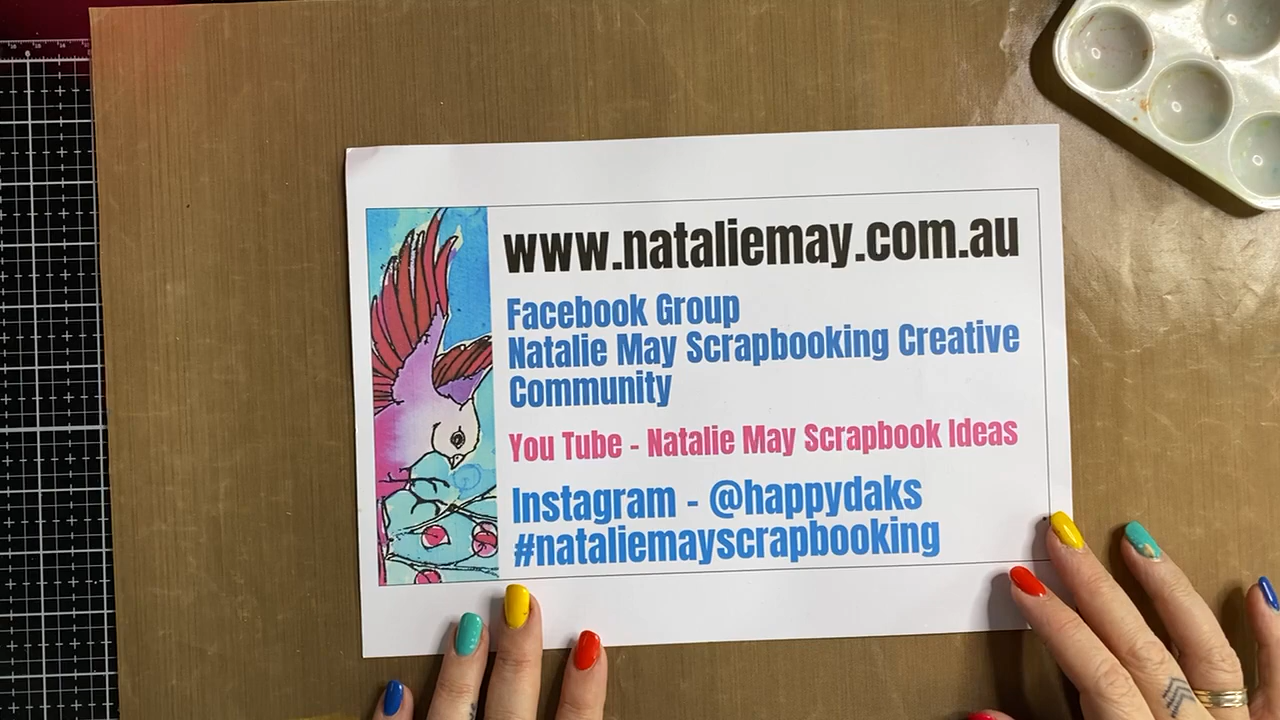 www.nataliemay.com.au
Facebook Group
Natalie May Scrapbooking Creative
Community
You Tube - Natalie May Scrapbook Ideas
Instagram - @happydaks
#nataliemayscrapbooking